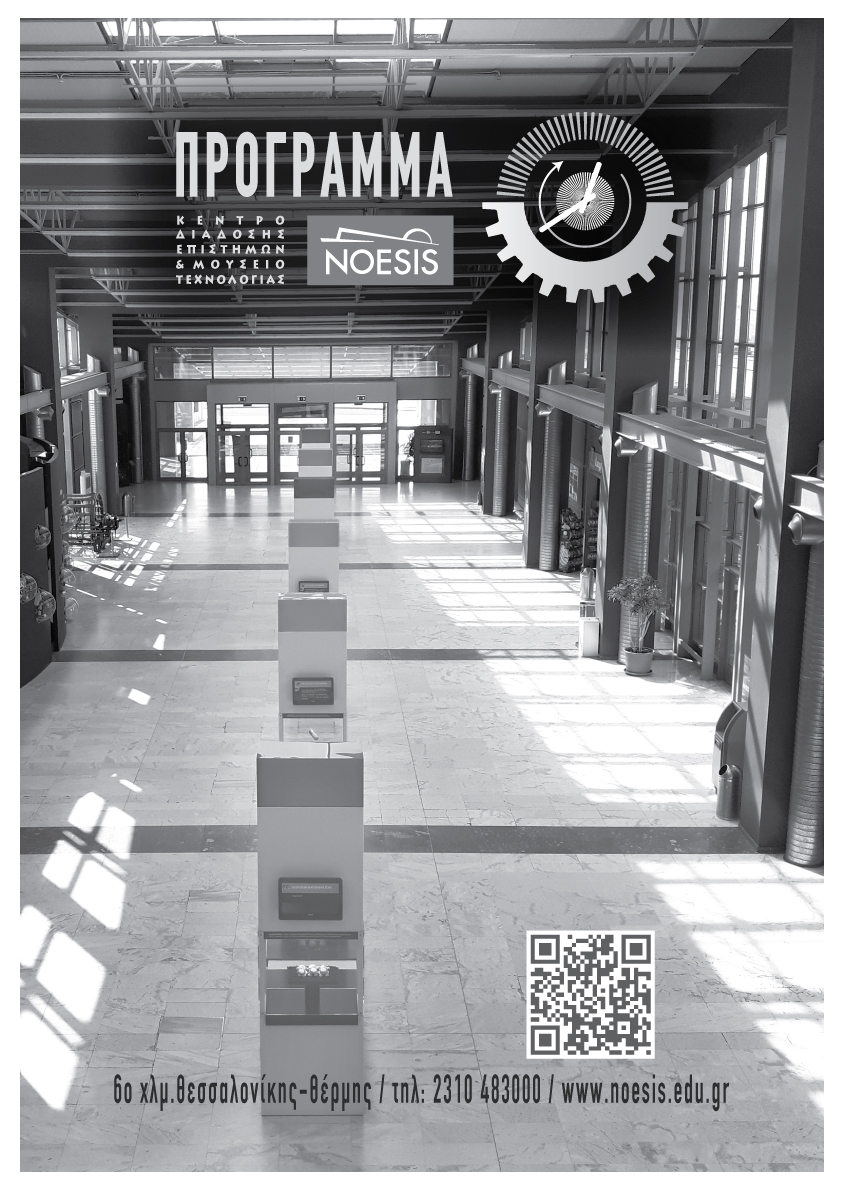 ΠΡΟΓΡΑΜΜΑ
ΚΕΝΤΡΟ
ΔΙΑΔΟΣΗΣ
ΕΠΙΣΤΗΜΩΝ
& ΜΟΥΣΕΙΟ
ΤΕΧΝΟΛΟΓΙΑΣ
NOESIS
6ο χλμ.Θεσσαλονίκης-Θέρμης / τηλ: 2310 483000 / www.noesis.edu.gr